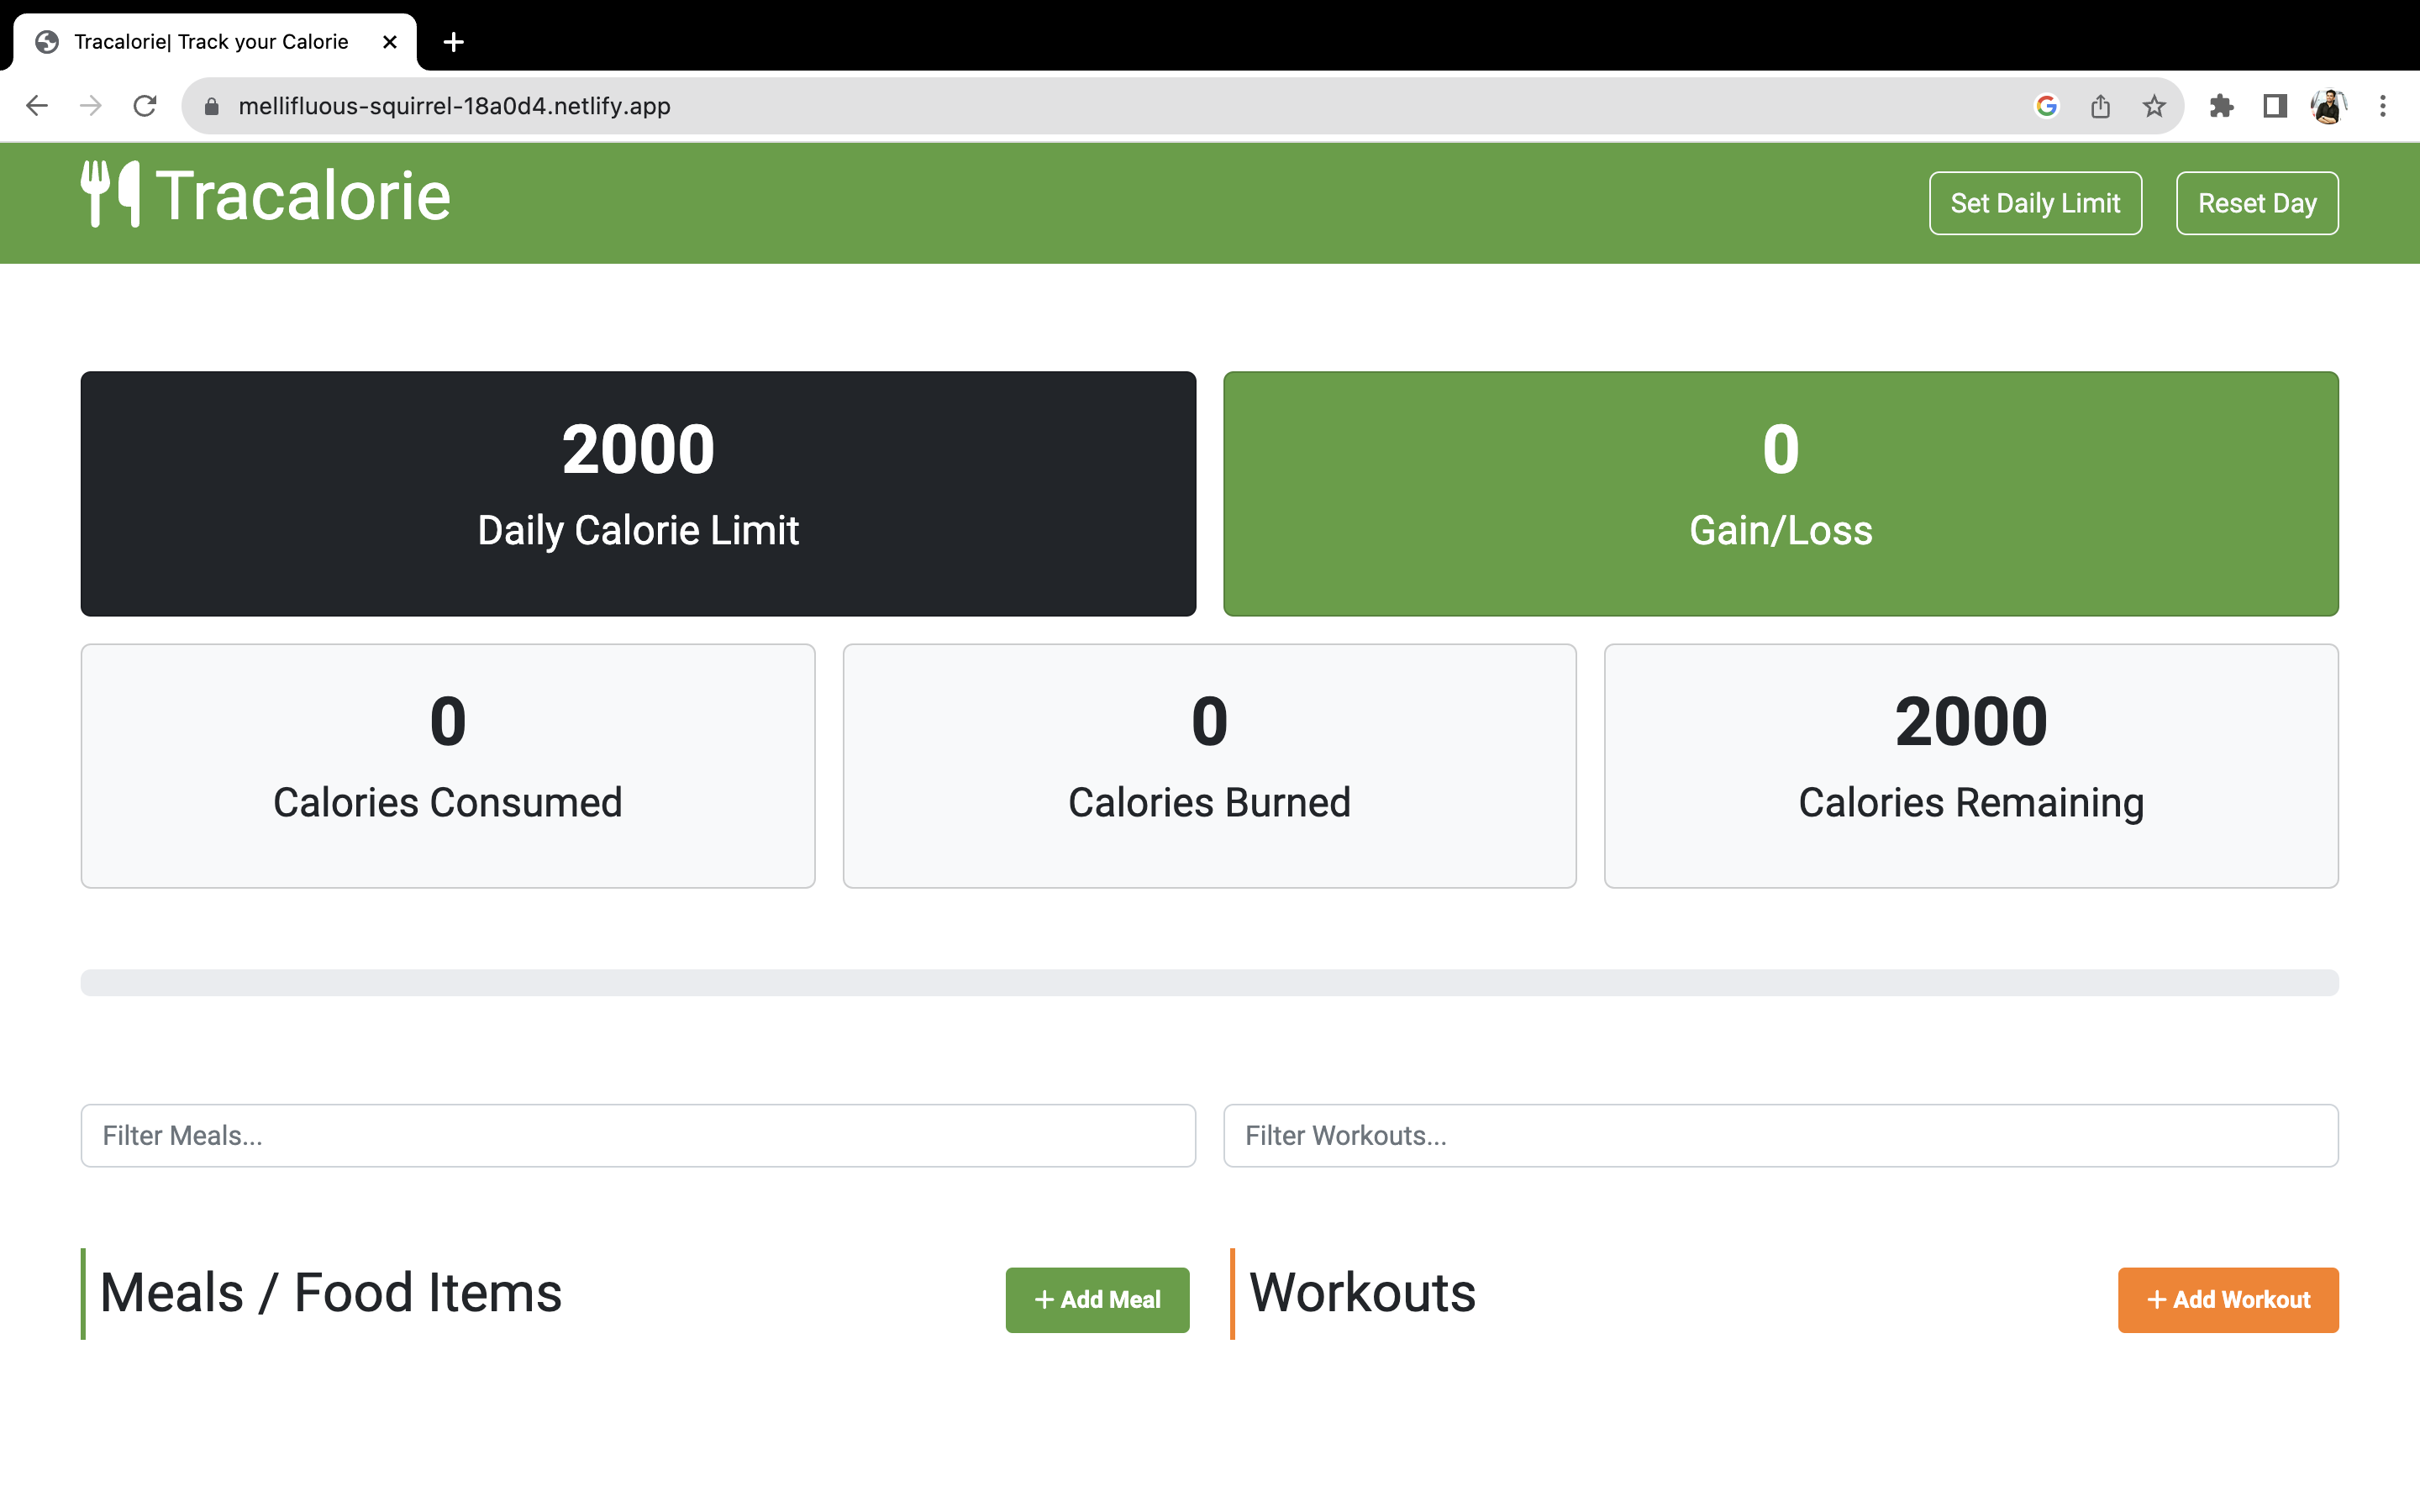 Tracalorie| Track your Calorie
mellifluous-squirrel-18a0d4.netlify.app
Tracalorie
Set Daily Limit
Reset Day
2000
Daily Calorie Limit
0
Gain/Loss
0
Calories Consumed
0
Calories Burned
2000
Calories Remaining
Filter Meals...
Filter Workouts...
Meals / Food Items
+ Add Meal
Workouts
+ Add Workout